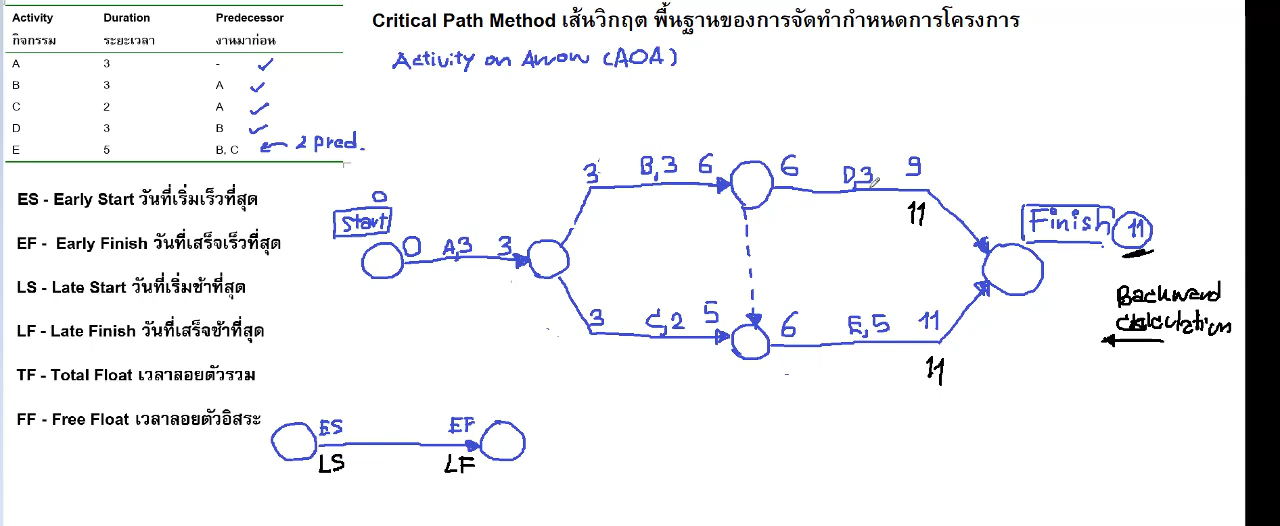 Activity Duration Predecessor
กิจกรรม ระยะเวลา งานมาก่อน
A 3 -
B 3 A
C 2 A
D 3 B
E 5 B, C
2 pred.
Critical Path Method เส้นวิกฤต พื้นฐานของการจัดทำกำหนดการโครงการ
Activity on Arrow (AOA)
ES - Early Start วันที่เริ่มเร็วที่สุด
EF - Early Finish วันที่เสร็จเร็วที่สุด
LS - Late Start วันที่เริ่มช้าที่สุด
LF - Late Finish วันที่เสร็จช้าที่สุด
TF - Total Float เวลาลอยตัวรวม
FF - Free Float เวลาลอยตัวอิสระ
3 B,3 6
6 D3 9
11
0
Start
0 A,3 3
Finish 11
3 C,2 5
6 E,5 11
11
Backward
calculation
ES EF
LS LF